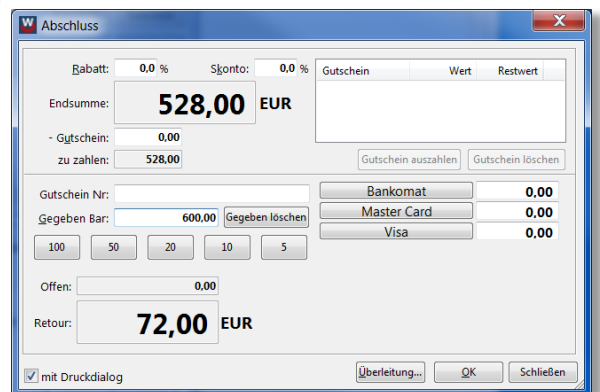 W Abschluss X
Rabatt: 0,0 % Skonto: 0,0 % Gutschein Wert Restwert
Endsumme: 528,00 EUR
- Gutschein: 0,00
zu zahlen: 528,00 Gutschein auszahlen Gutschein löschen
Gutschein Nr: Bankomat 0,00
Gegeben Bar: 600,00 Gegeben löschen Master Card 0,00
Visa 0,00
100 50 20 10 5
Offen: 0,00
Retour: 72,00 EUR
mit Druckdialog Überleitung... OK Schließen